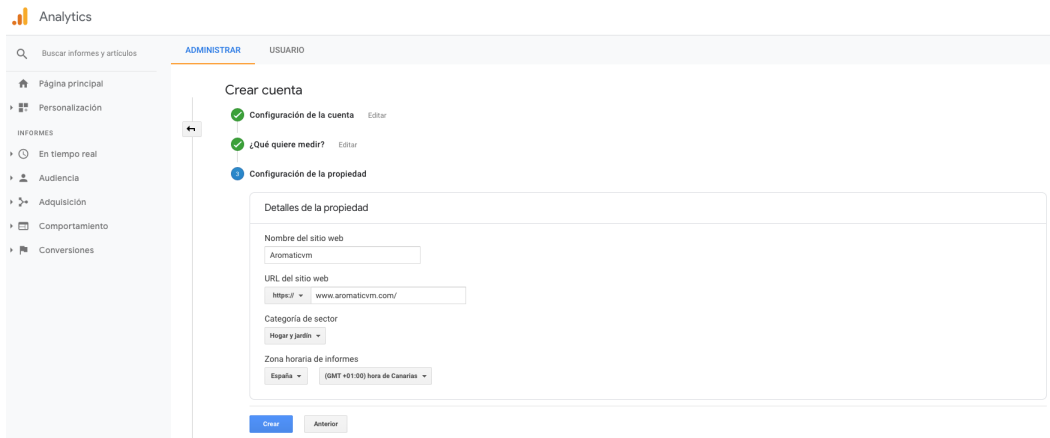 Analytics
Buscar informes y artículos
ADMINISTRAR USUARIO
Página principal
Personalización
INFORMES
En tiempo real
Audiencia
Adquisición
Comportamiento
Conversiones
Crear cuenta
Configuración de la cuenta Editar
¿Qué quiere medir? Editar
3 Configuración de la propiedad
Detalles de la propiedad
Nombre del sitio web
Aromaticvm
URL del sitio web
https:// www.aromaticvm.com/
Categoría de sector
Hogar y jardín
Zona horaria de informes
España (GMT +01:00) hora de Canarias
Crear Anterior